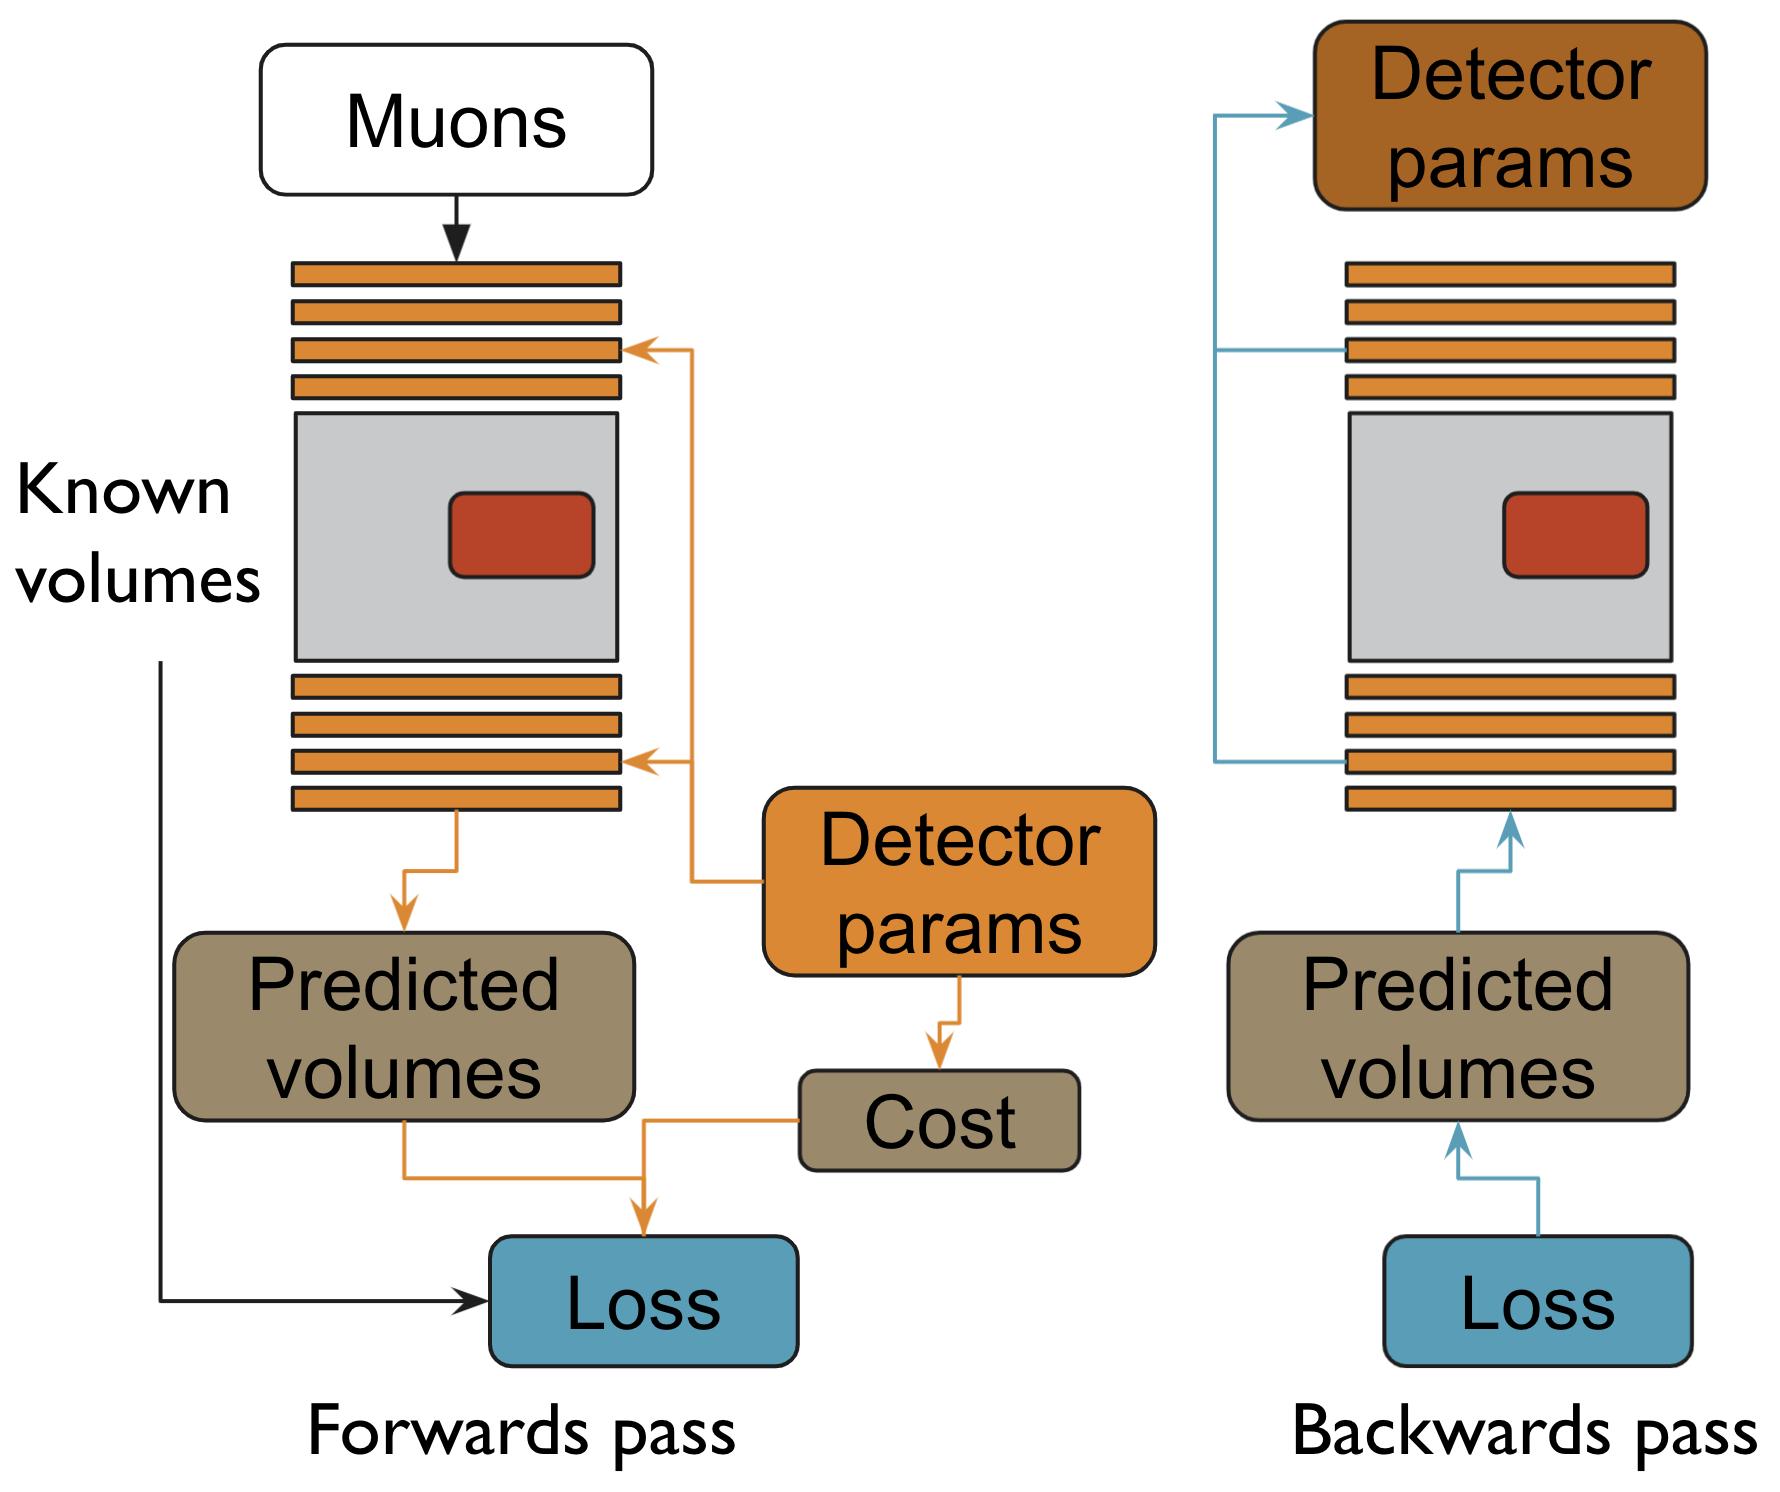 Muons
Known
volumes
Detector
params
Predicted
volumes
Cost
Loss
Forwards pass
Detector
params
Predicted
volumes
Loss
Backwards pass